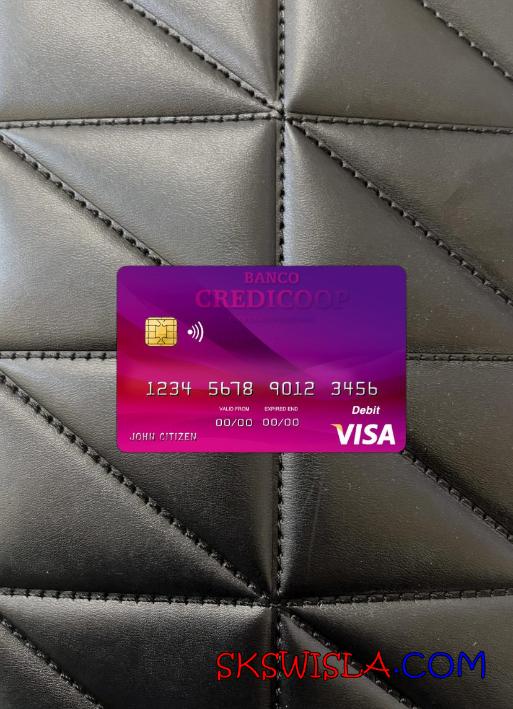 BANCO
CREDICOOP
1234 5678 9012 3456
VALID FROM EXPIRED END
00/00 00/00
Debit
JOHN CITIZEN
VISA
SKSWISLA.COM